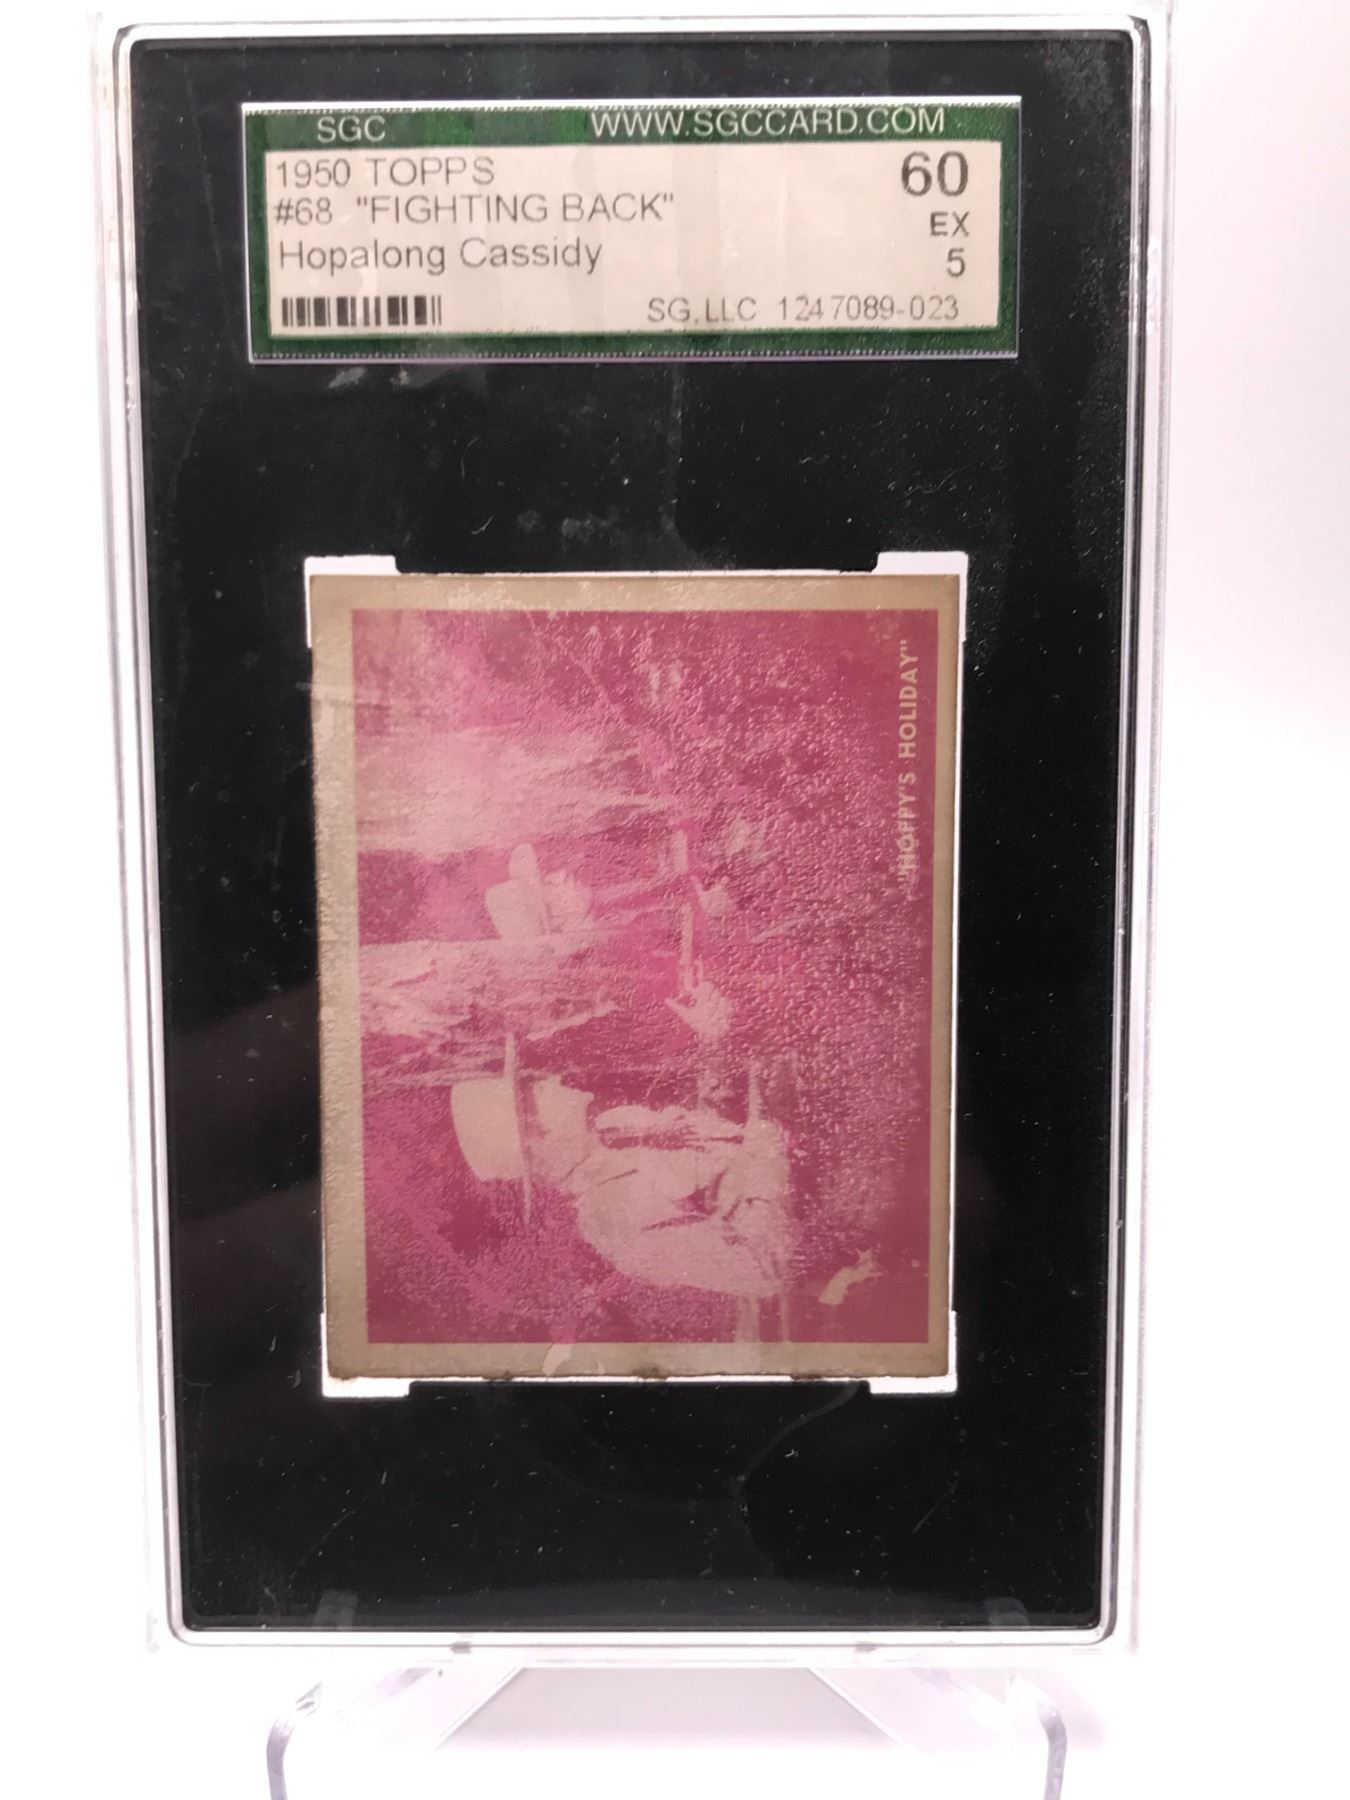 SGC WWW.SGCCARD.COM
1950 TOPPS 60
#68 "FIGHTING BACK" EX
Hopalong Cassidy 5
SG,LLC 1247089-023
"HOPPY'S HOLIDAY"